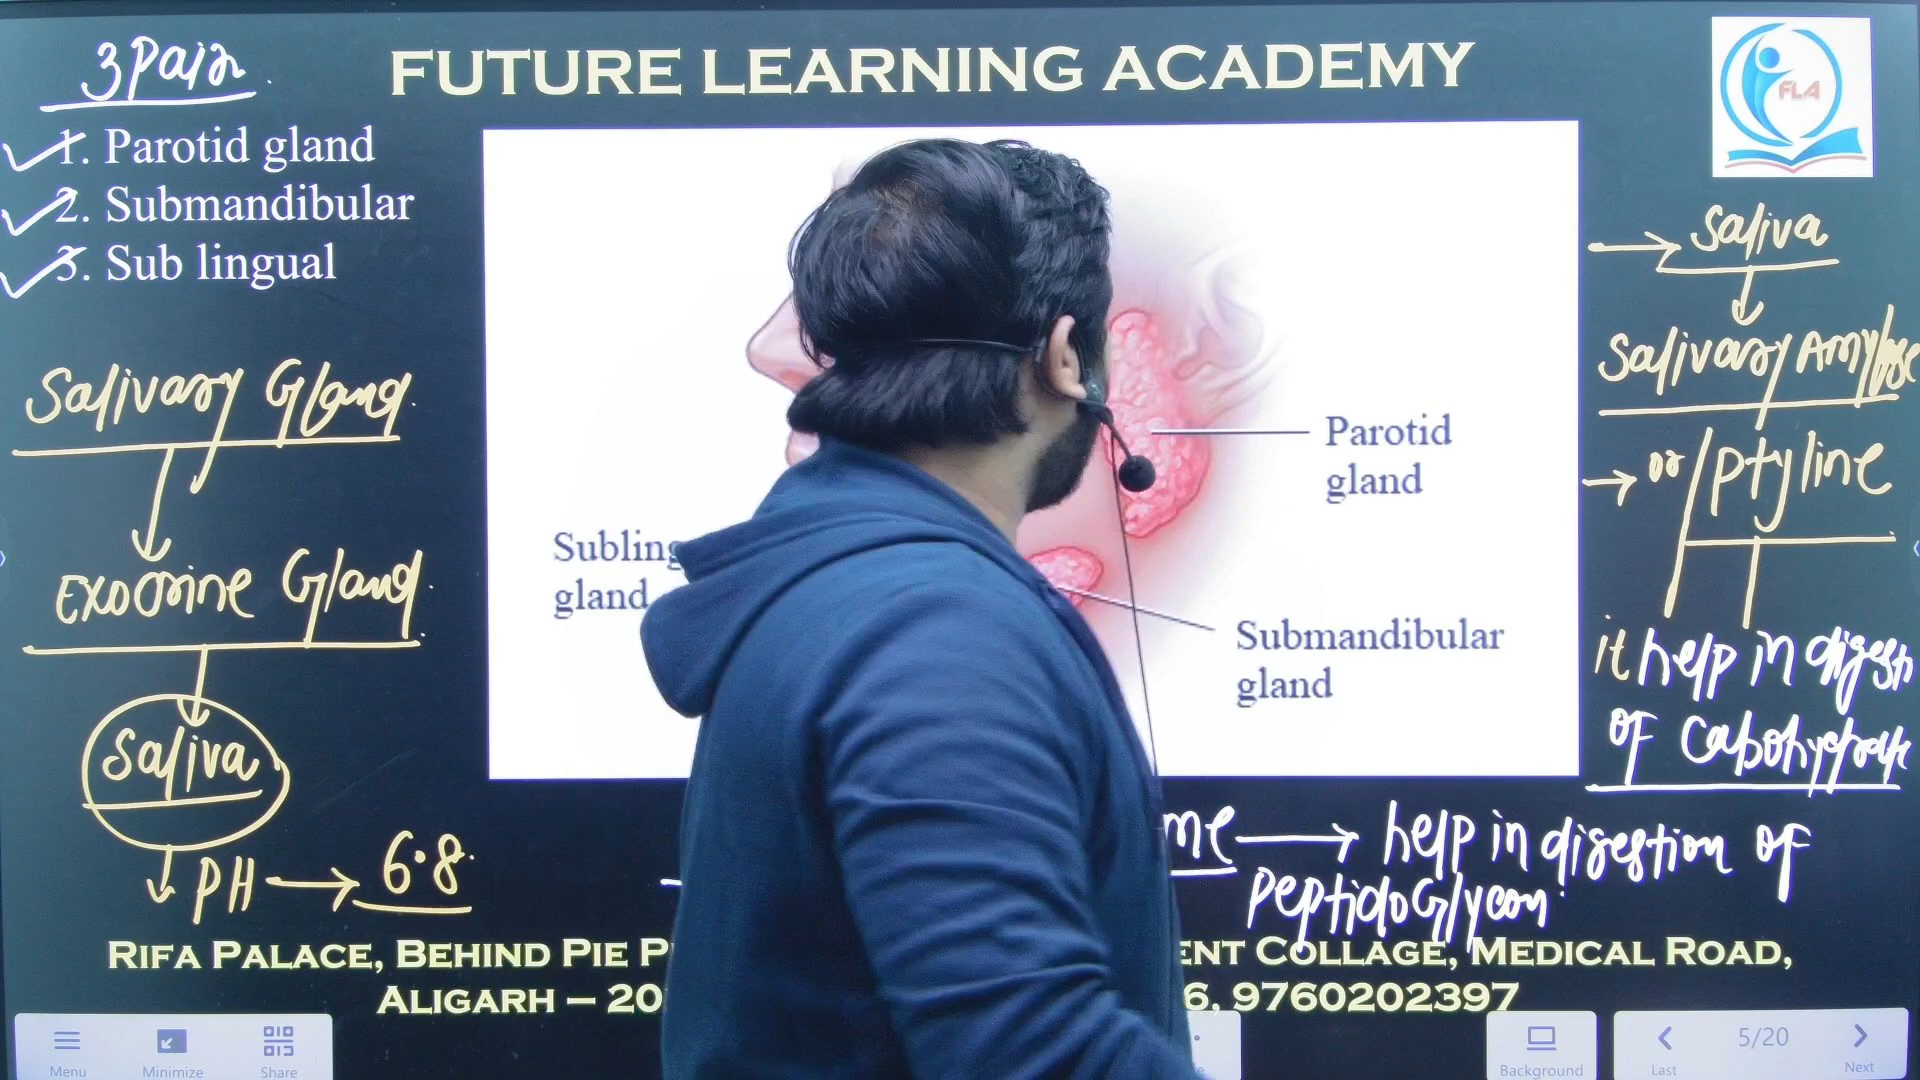 3 Pair
FUTURE LEARNING ACADEMY
FLA
1. Parotid gland
2. Submandibular
3. Sub lingual
Salivary Gland
Exocrine Gland
Saliva
PH → 6.8
Subling
gland
Parotid
gland
Submandibular
gland
→ Saliva
Salivary Amylase
→ or ptyline
it help in digesti
of Cabohydrate
me → help in digestion of
PeptidoGlycan
RIFA PALACE, BEHIND PIE P ENT COLLAGE, MEDICAL ROAD,
ALIGARH – 20 6, 9760202397
Menu
Minimize
Share
Background
Last
5/20
Next